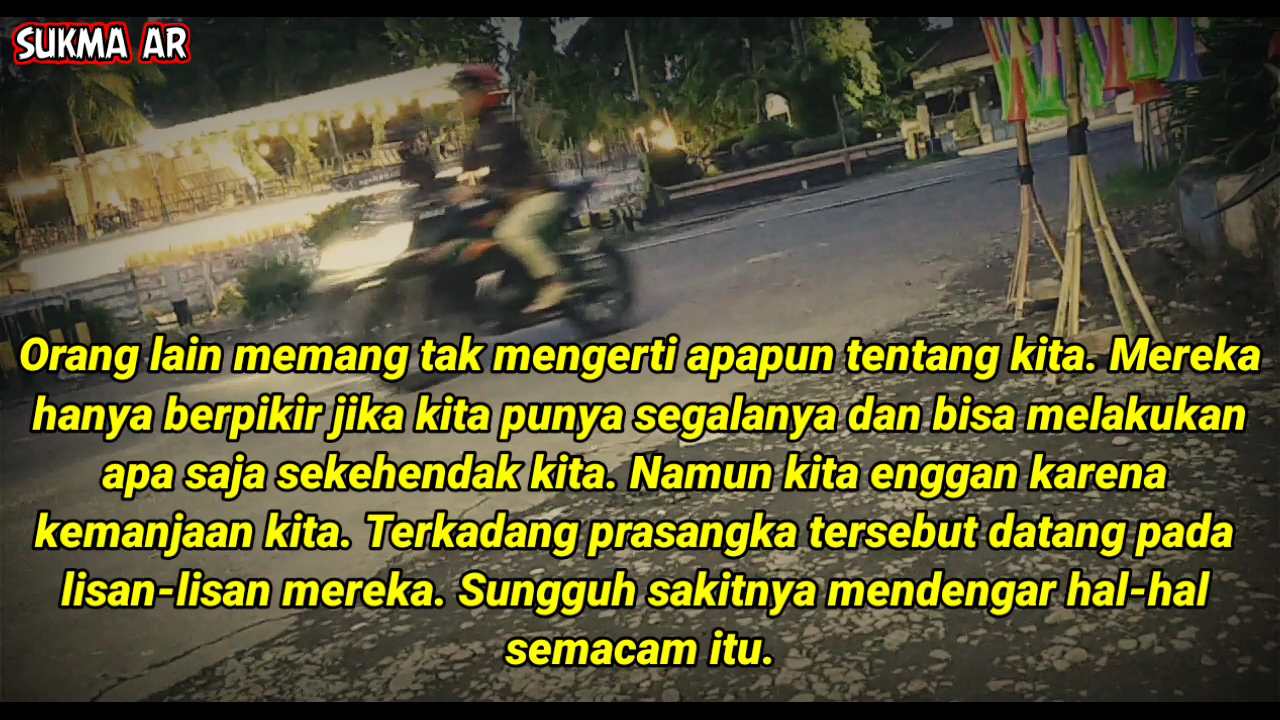 SUKMA AR
Orang lain memang tak mengerti apapun tentang kita. Mereka
hanya berpikir jika kita punya segalanya dan bisa melakukan
apa saja sekehendak kita. Namun kita enggan karena
kemanjaan kita. Terkadang prasangka tersebut datang pada
lisan-lisan mereka. Sungguh sakitnya mendengar hal-hal
semacam itu.